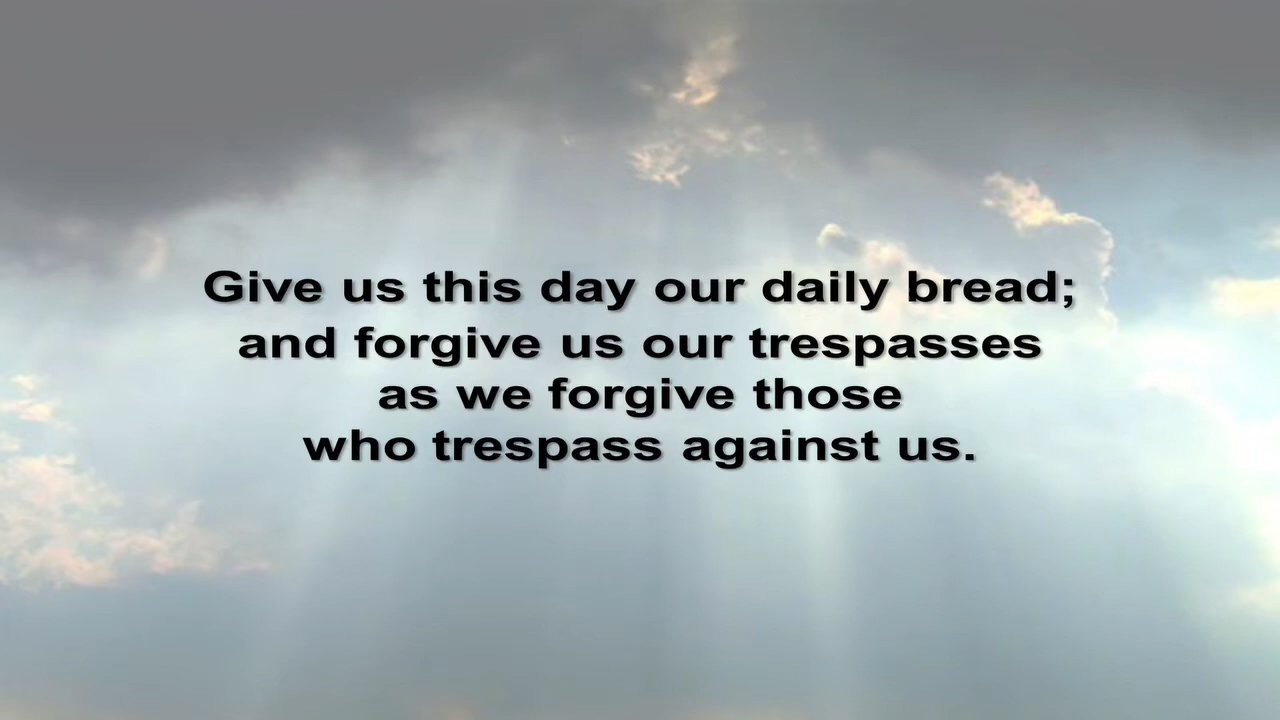 Give us this day our daily bread;
and forgive us our trespasses
as we forgive those
who trespass against us.